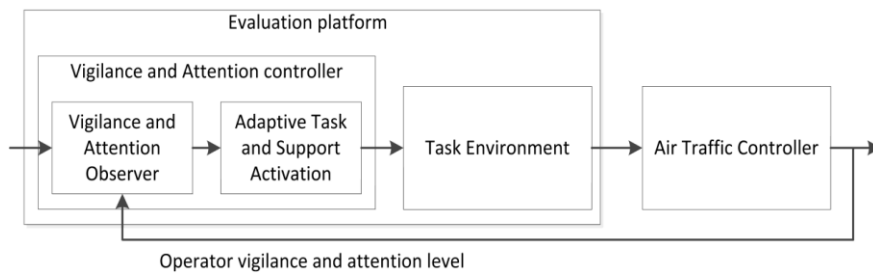 Evaluation platform
Vigilance and Attention controller
Vigilance and
Attention
Observer
Adaptive Task
and Support
Activation
Task Environment
Air Traffic Controller
Operator vigilance and attention level